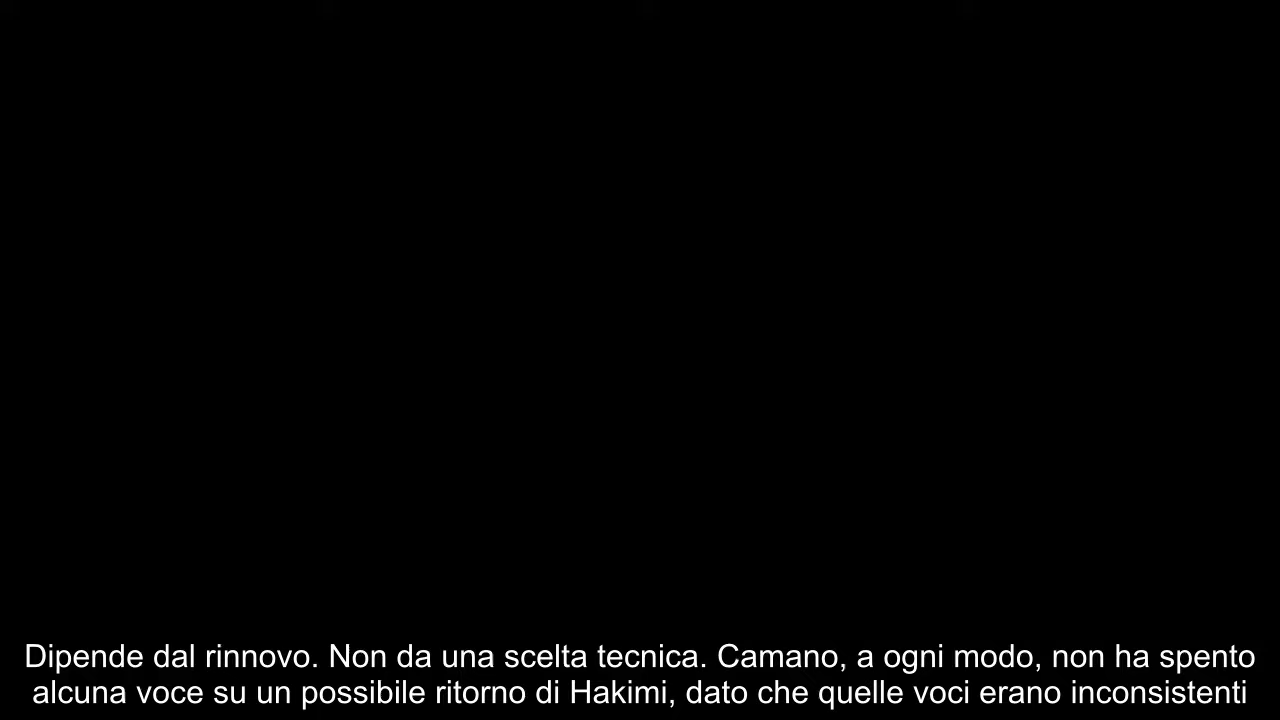 Dipende dal rinnovo. Non da una scelta tecnica. Camano, a ogni modo, non ha spento
alcuna voce su un possibile ritorno di Hakimi, dato che quelle voci erano inconsistenti